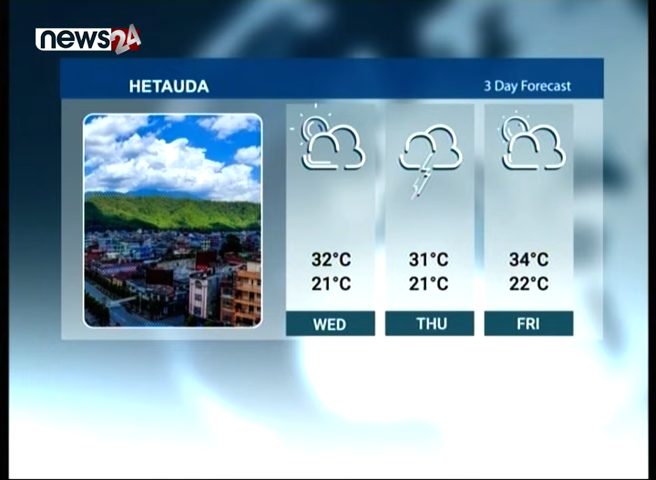 news24
HETAUDA
3 Day Forecast
32°C
21°C
WED
31°C
21°C
THU
34°C
22°C
FRI